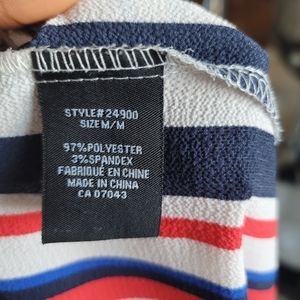 STYLE#24900
SIZE M/M
97%POLYESTER
3%SPANDEX
FABRIQUÉ EN CHINE
MADE IN CHINA
CA 07043